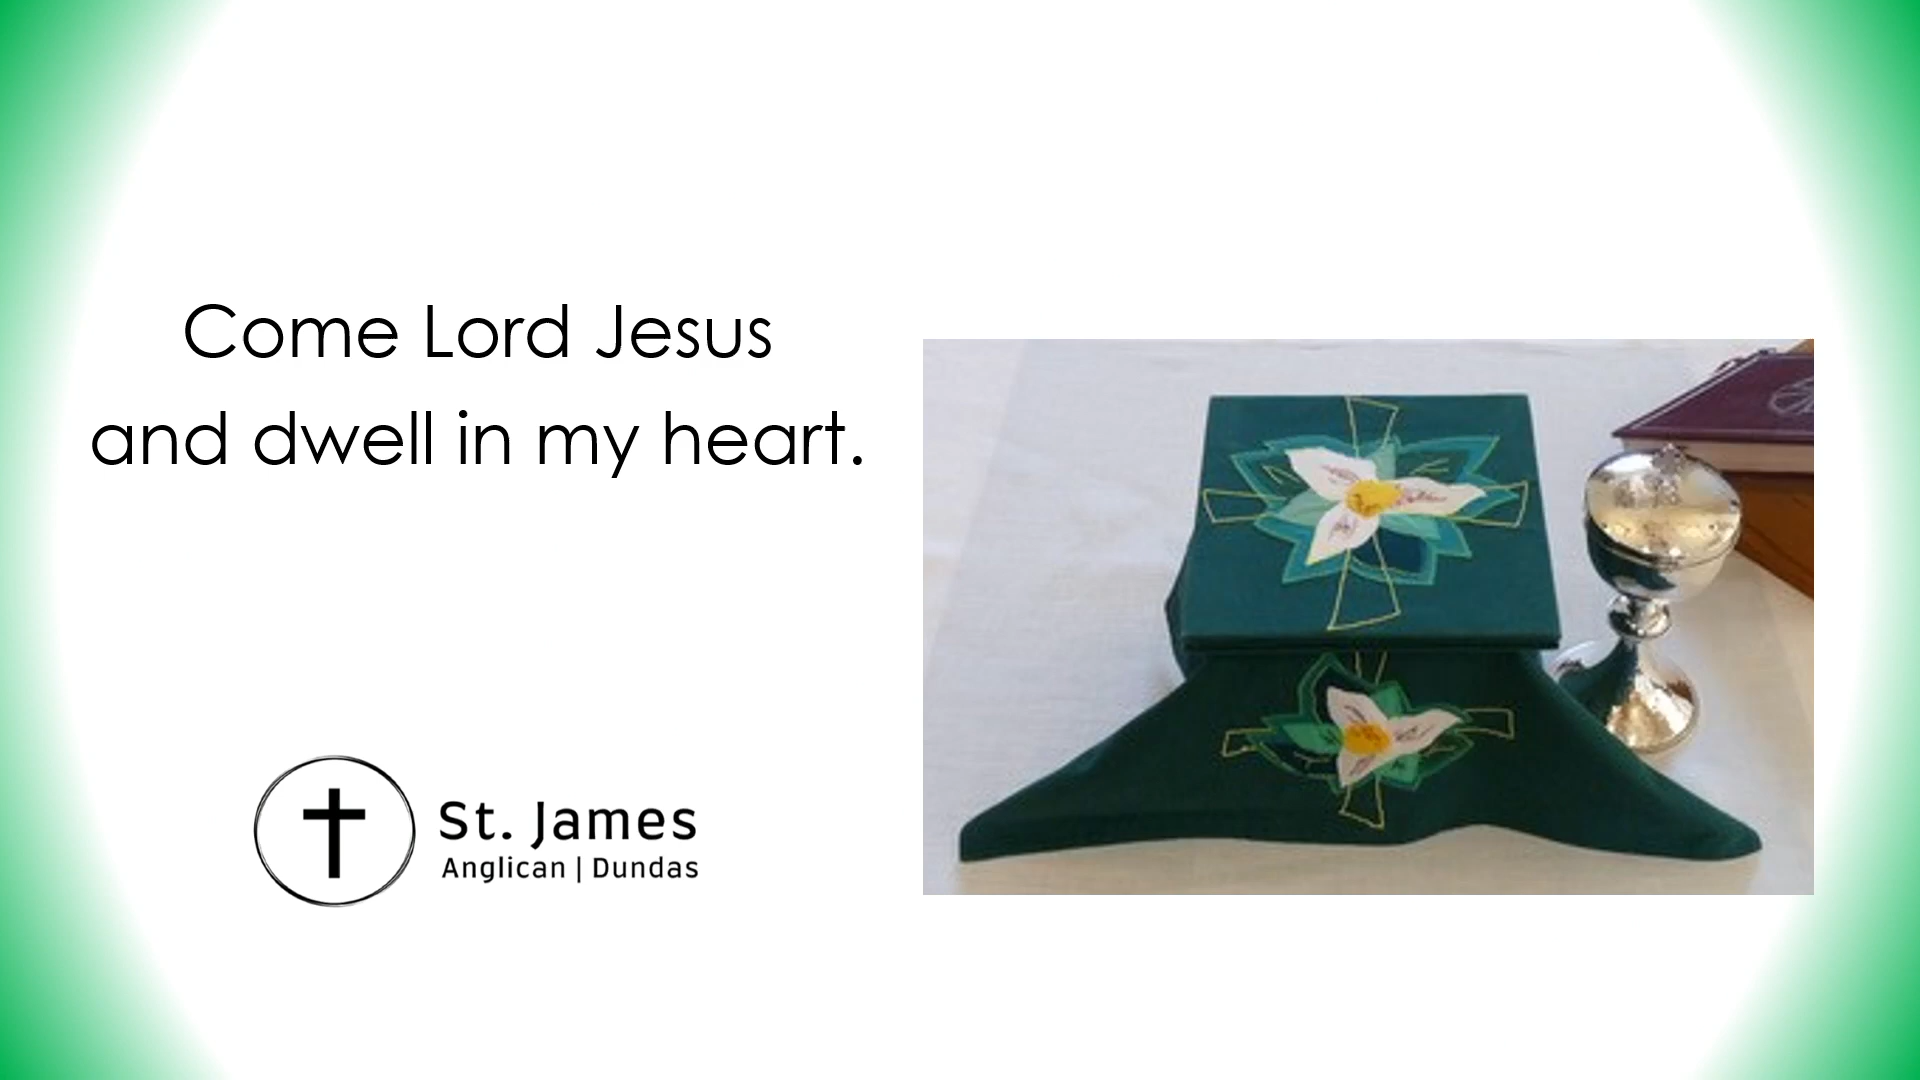 Come Lord Jesus
and dwell in my heart.
St. James
Anglican | Dundas